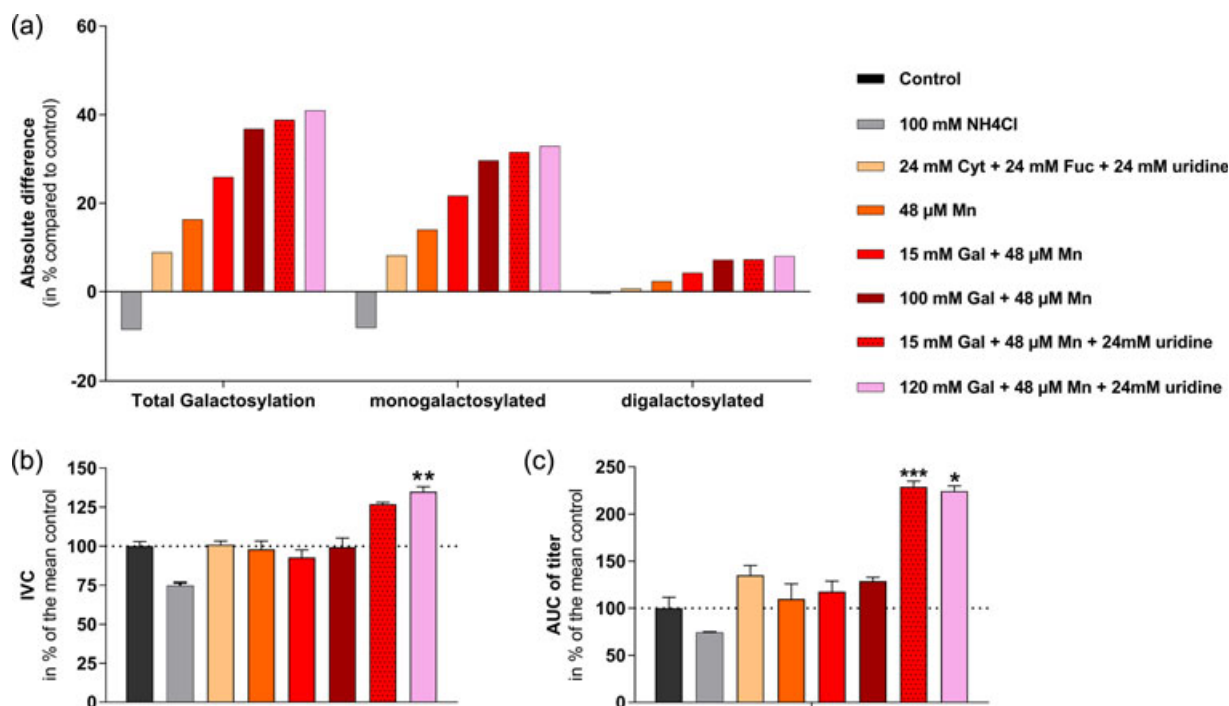 (a)
Absolute difference
(in % compared to control)
60
40
20
0
-20
Total Galactosylation
monogalactosylated
digalactosylated
Control
100 mM NH4Cl
24 mM Cyt + 24 mM Fuc + 24 mM uridine
48 µM Mn
15 mM Gal + 48 µM Mn
100 mM Gal + 48 µM Mn
15 mM Gal + 48 µM Mn + 24mM uridine
120 mM Gal + 48 µM Mn + 24mM uridine
(b)
IVC
in % of the mean control
150
125
100
75
50
25
0
**
(c)
AUC of titer
in % of the mean control
250
200
150
100
50
0
***
*